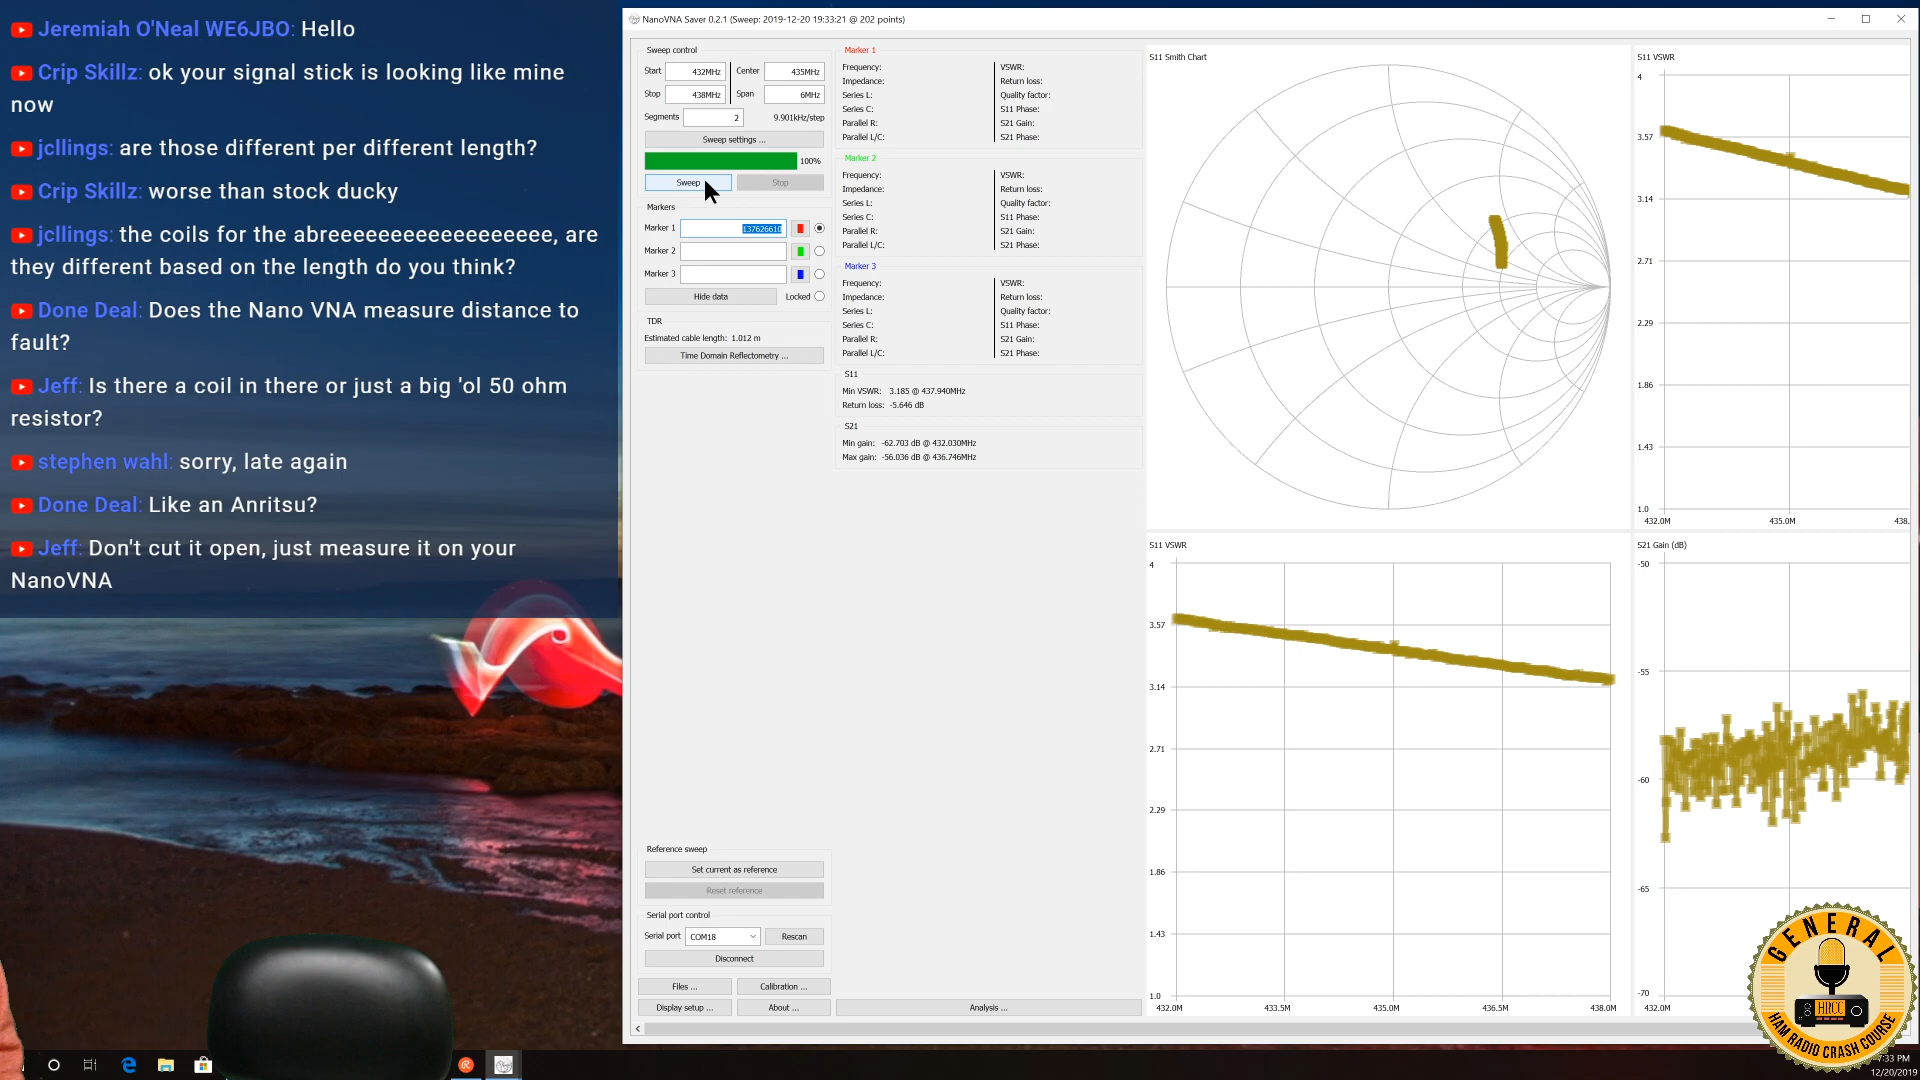 Jeremiah O'Neal WE6JBO: Hello
Crip Skillz: ok your signal stick is looking like mine
now
jcllings: are those different per different length?
Crip Skillz: worse than stock ducky
jcllings: the coils for the abreeeeeeeeeeeeeeeeee, are
they different based on the length do you think?
Done Deal: Does the Nano VNA measure distance to
fault?
Jeff: Is there a coil in there or just a big 'ol 50 ohm
resistor?
stephen wahl: sorry, late again
Done Deal: Like an Anritsu?
Jeff: Don't cut it open, just measure it on your
NanoVNA
NanoVNA Saver 0.2.1 (Sweep: 2019-12-20 19:33:21 @ 202 points)
Sweep control
Start 432MHz Center 435MHz
Stop 438MHz Span 6MHz
Segments 2 9.901kHz/step
Sweep settings ...
100%
Sweep Stop
Markers
Marker 1 137626610
Marker 2
Marker 3
Hide data Locked
TDR
Estimated cable length: 1.012 m
Time Domain Reflectometry ...
Reference sweep
Set current as reference
Reset reference
Serial port control
Serial port COM18 Rescan
Disconnect
Files ... Calibration ...
Display setup ... About ...
Marker 1
Frequency: VSWR:
Impedance: Return loss:
Series L: Quality factor:
Series C: S11 Phase:
Parallel R: S21 Gain:
Parallel L/C: S21 Phase:
Marker 2
Frequency: VSWR:
Impedance: Return loss:
Series L: Quality factor:
Series C: S11 Phase:
Parallel R: S21 Gain:
Parallel L/C: S21 Phase:
Marker 3
Frequency: VSWR:
Impedance: Return loss:
Series L: Quality factor:
Series C: S11 Phase:
Parallel R: S21 Gain:
Parallel L/C: S21 Phase:
S11
Min VSWR: 3.185 @ 437.940MHz
Return loss: -5.646 dB
S21
Min gain: -62.703 dB @ 432.030MHz
Max gain: -56.036 dB @ 436.746MHz
Analysis ...
S11 Smith Chart
S11 VSWR
4
3.57
3.14
2.71
2.29
1.86
1.43
1.0
432.0M 435.0M 438.
S11 VSWR
4
3.57
3.14
2.71
2.29
1.86
1.43
1.0
432.0M 433.5M 435.0M 436.5M 438.0M
S21 Gain (dB)
-50
-55
-60
-65
-70
432.0M
GENERAL
HRCC
HAM RADIO CRASH COURSE
7:33 PM
12/20/2019